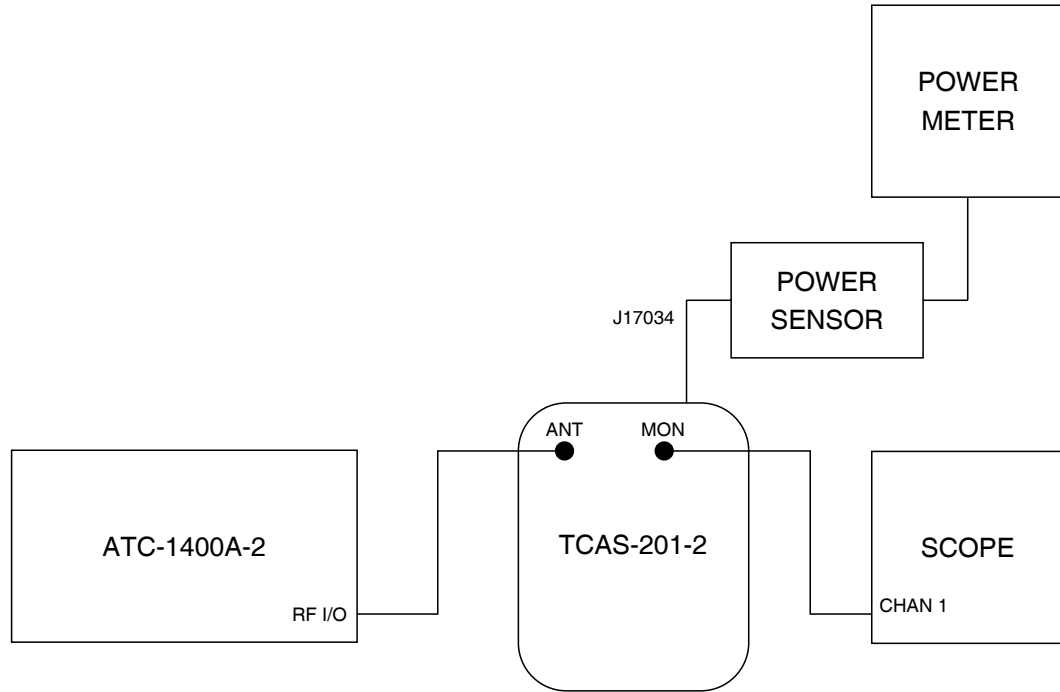 POWER
METER
POWER
SENSOR
J17034
ANT
MON
ATC-1400A-2
TCAS-201-2
SCOPE
RF I/O
CHAN 1